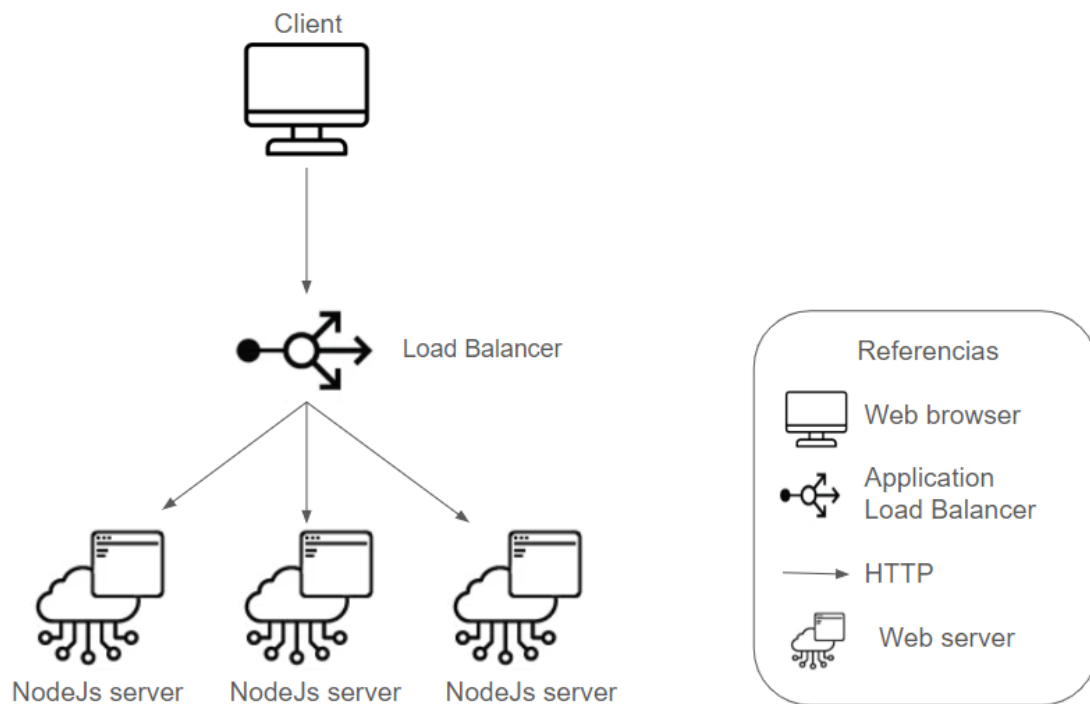 Client
Load Balancer
NodeJs server
NodeJs server
NodeJs server
Referencias
Web browser
Application
Load Balancer
HTTP
Web server